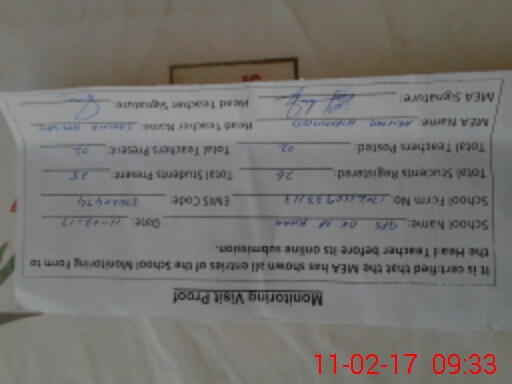 Monitoring Visit Proof
It is certified that the MEA has shown all entries of the School Monitoring Form to
the Head Teacher before its online submission.
School Name: GPS Date: 11-02-17
School Form No EMIS Code:
Total Students Registered: 26 Total Students Present: 25
Total Teachers Posted: 02 Total Teachers Present: 02
MEA Name: Head Teacher Name:
MEA Signature: Head Teacher Signature:
11-02-17 09:33